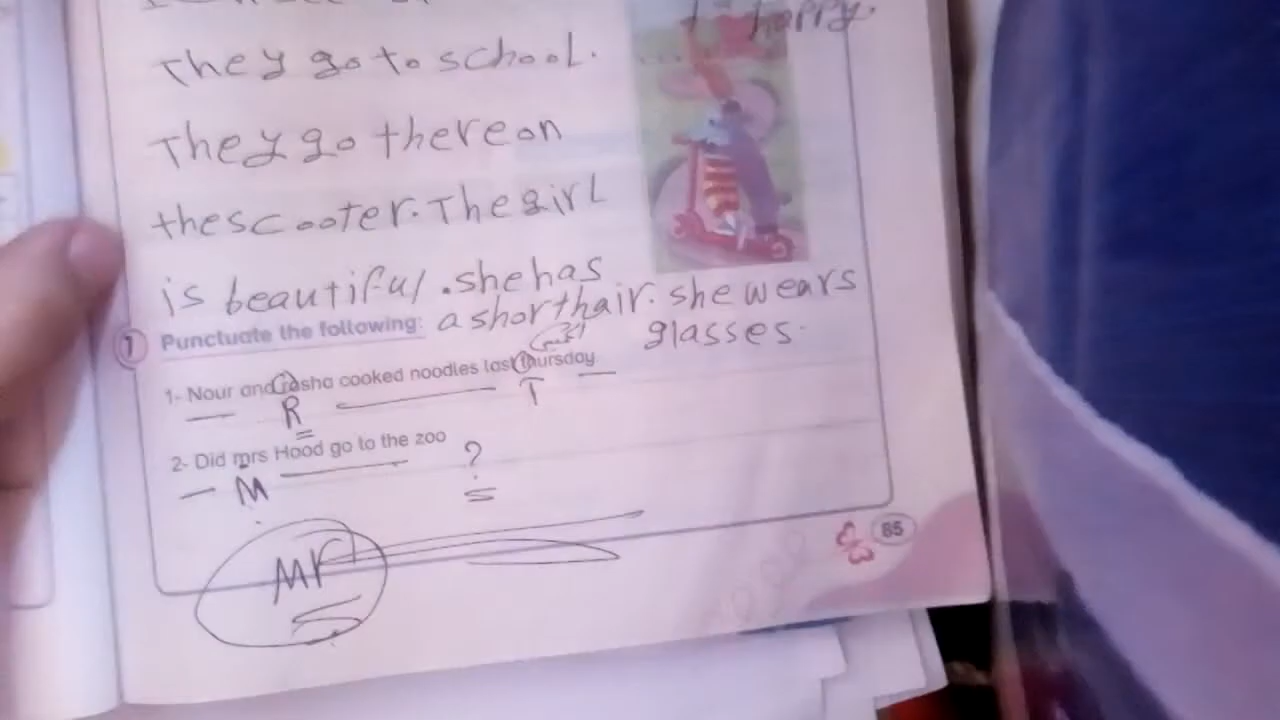 happy.
They go to school.
They go there on
the scooter. The girl
is beautiful. she has
a short hair. she wears
glasses.
7 Punctuate the following:
1- Nour and rasha cooked noodles last thursday
R T
2- Did mrs Hood go to the zoo
M ?
Mr
85